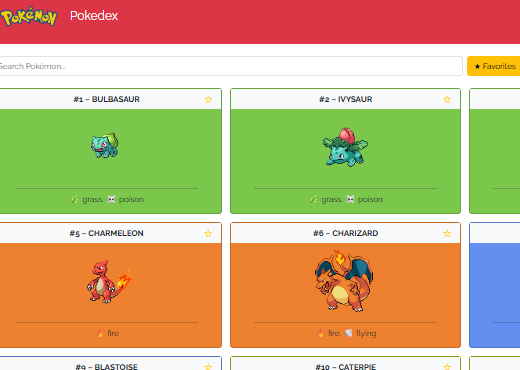 POKéMON Pokedex
Search Pokémon...
★ Favorites
#1 – BULBASAUR ☆
#2 – IVYSAUR ☆
grass, poison
grass, poison
#5 – CHARMELEON ☆
#6 – CHARIZARD ☆
fire
fire, flying
#9 – BLASTOISE
#10 – CATERPIE